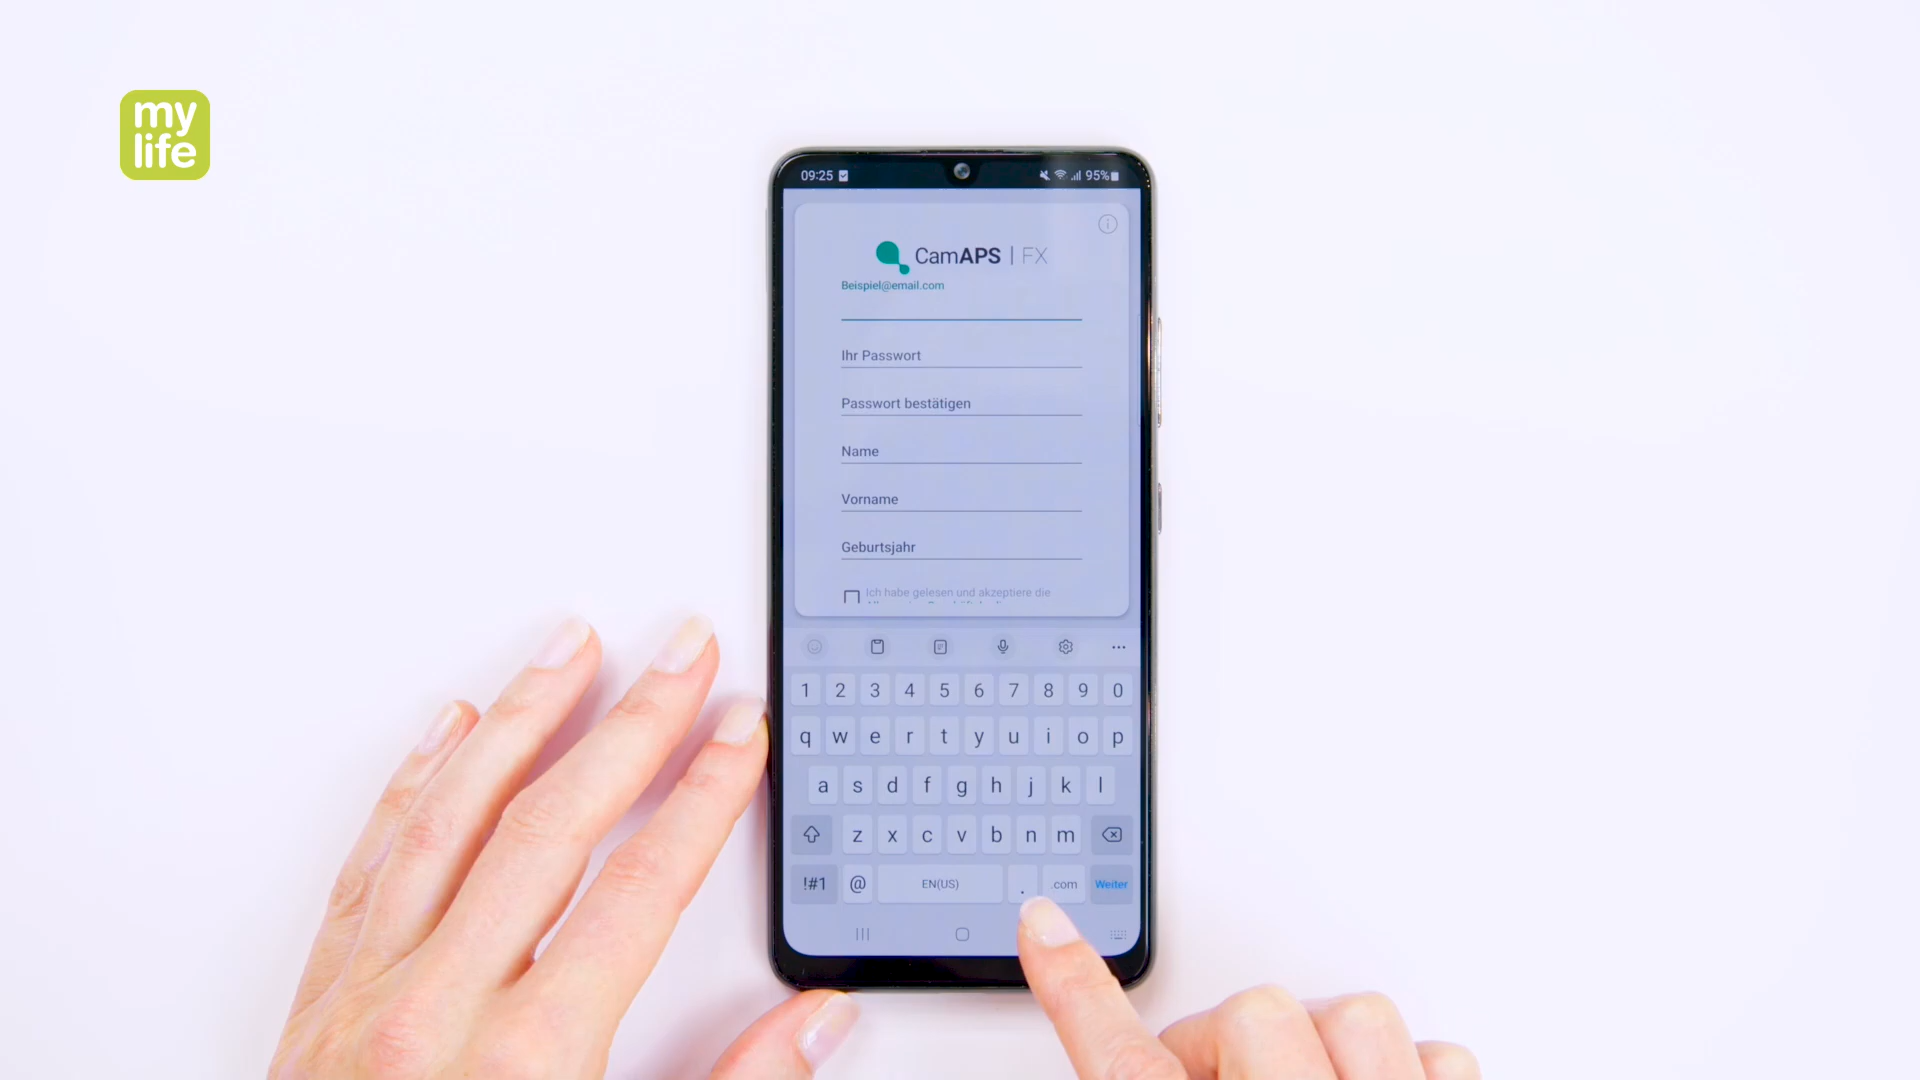 my
life
09:25 95%
CamAPS | FX
Beispiel@email.com
Ihr Passwort
Passwort bestätigen
Name
Vorname
Geburtsjahr
Ich habe gelesen und akzeptiere die
1 2 3 4 5 6 7 8 9 0
q w e r t y u i o p
a s d f g h j k l
z x c v b n m
!#1 @ EN(US) . .com Weiter